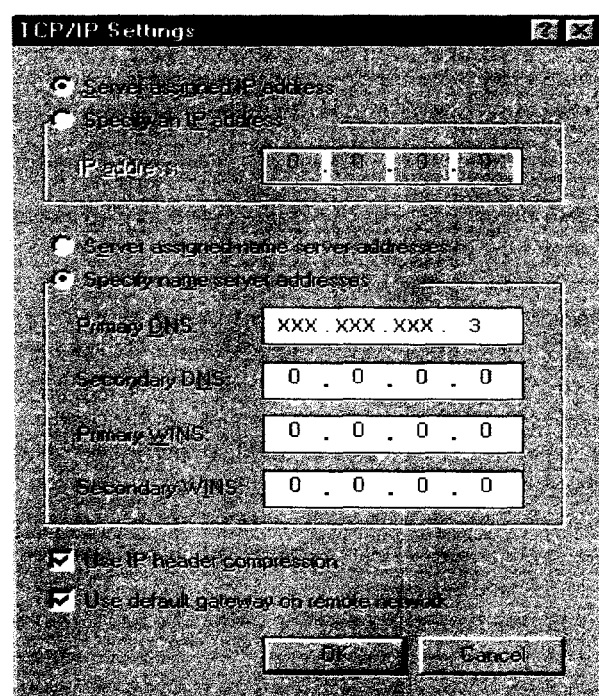 TCP/IP Settings
Server assigned IP address
Specify an IP address
IP address: 0 . 0 . 0 . 0
Server assigned name server addresses
Specify name server addresses
Primary DNS: XXX . XXX . XXX . 3
Secondary DNS: 0 . 0 . 0 . 0
Primary WINS: 0 . 0 . 0 . 0
Secondary WINS: 0 . 0 . 0 . 0
Use IP header compression
Use default gateway on remote network
OK Cancel